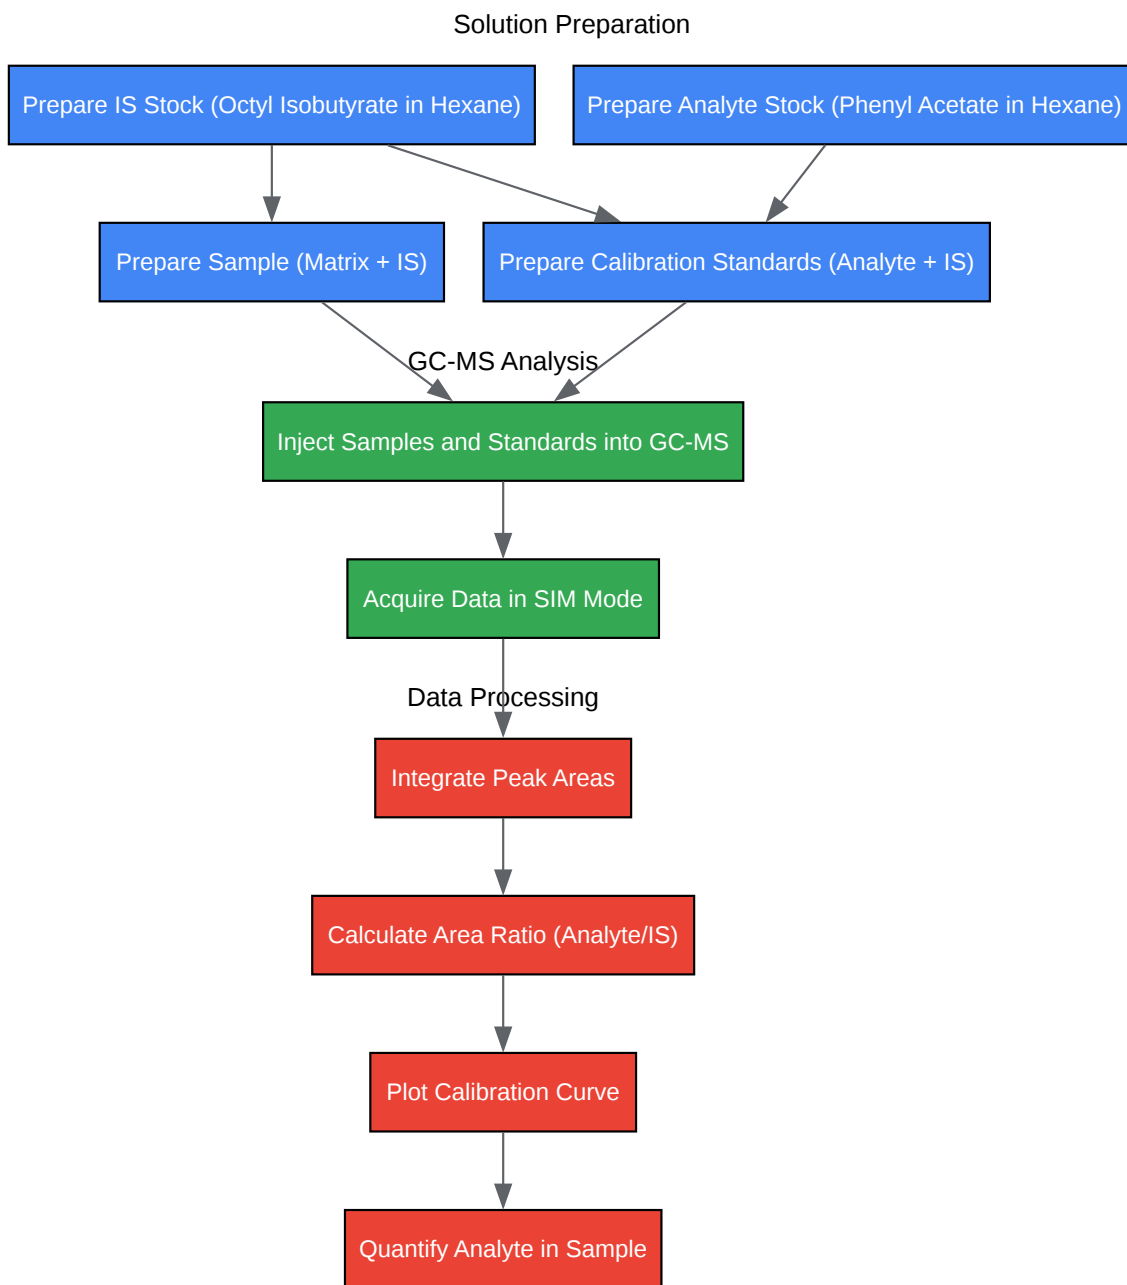 Solution Preparation
Prepare IS Stock (Octyl Isobutyrate in Hexane)
Prepare Analyte Stock (Phenyl Acetate in Hexane)
Prepare Sample (Matrix + IS)
Prepare Calibration Standards (Analyte + IS)
GC-MS Analysis
Inject Samples and Standards into GC-MS
Acquire Data in SIM Mode
Data Processing
Integrate Peak Areas
Calculate Area Ratio (Analyte/IS)
Plot Calibration Curve
Quantify Analyte in Sample